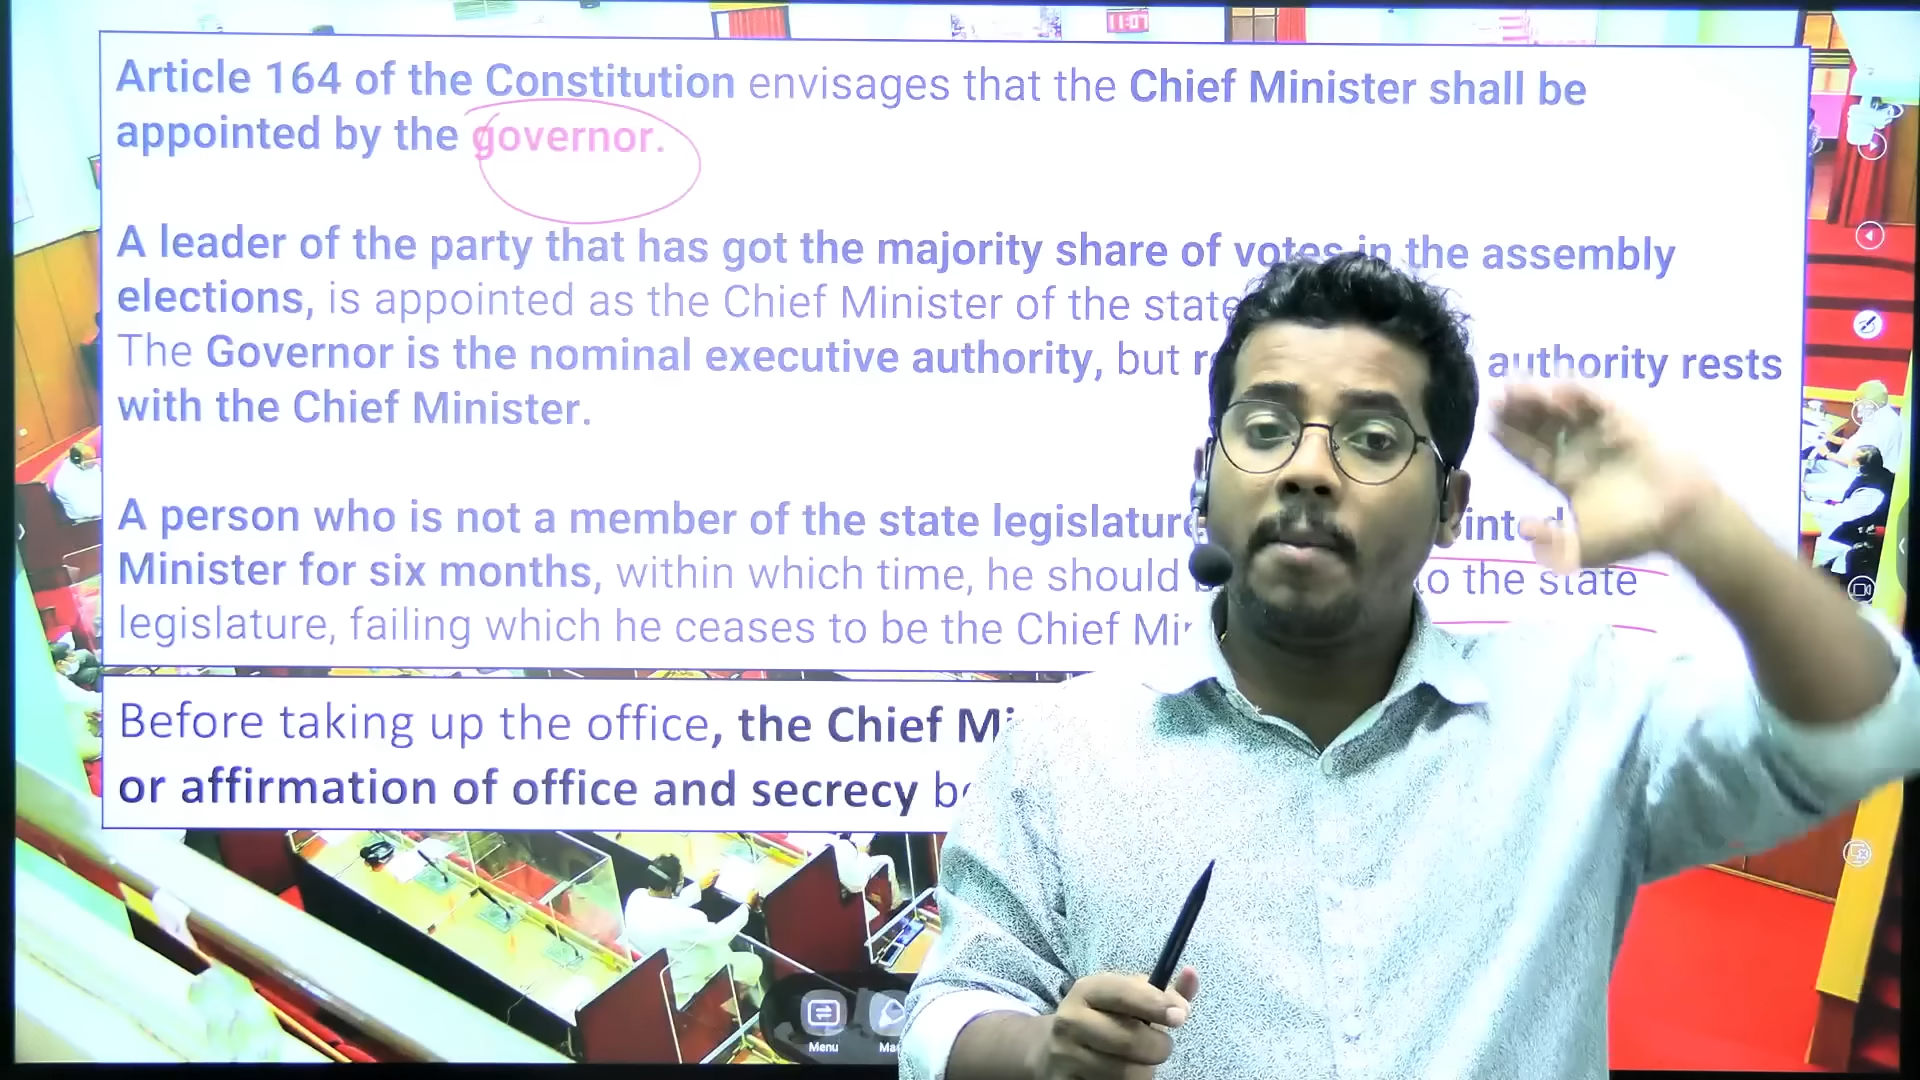 11:07
Article 164 of the Constitution envisages that the Chief Minister shall be
appointed by the governor.
A leader of the party that has got the majority share of votes in the assembly
elections, is appointed as the Chief Minister of the state
The Governor is the nominal executive authority, but authority rests
with the Chief Minister.
A person who is not a member of the state legislature
Minister for six months, within which time, he should to the state
legislature, failing which he ceases to be the Chief
Before taking up the office, the Chief
or affirmation of office and secrecy
Menu